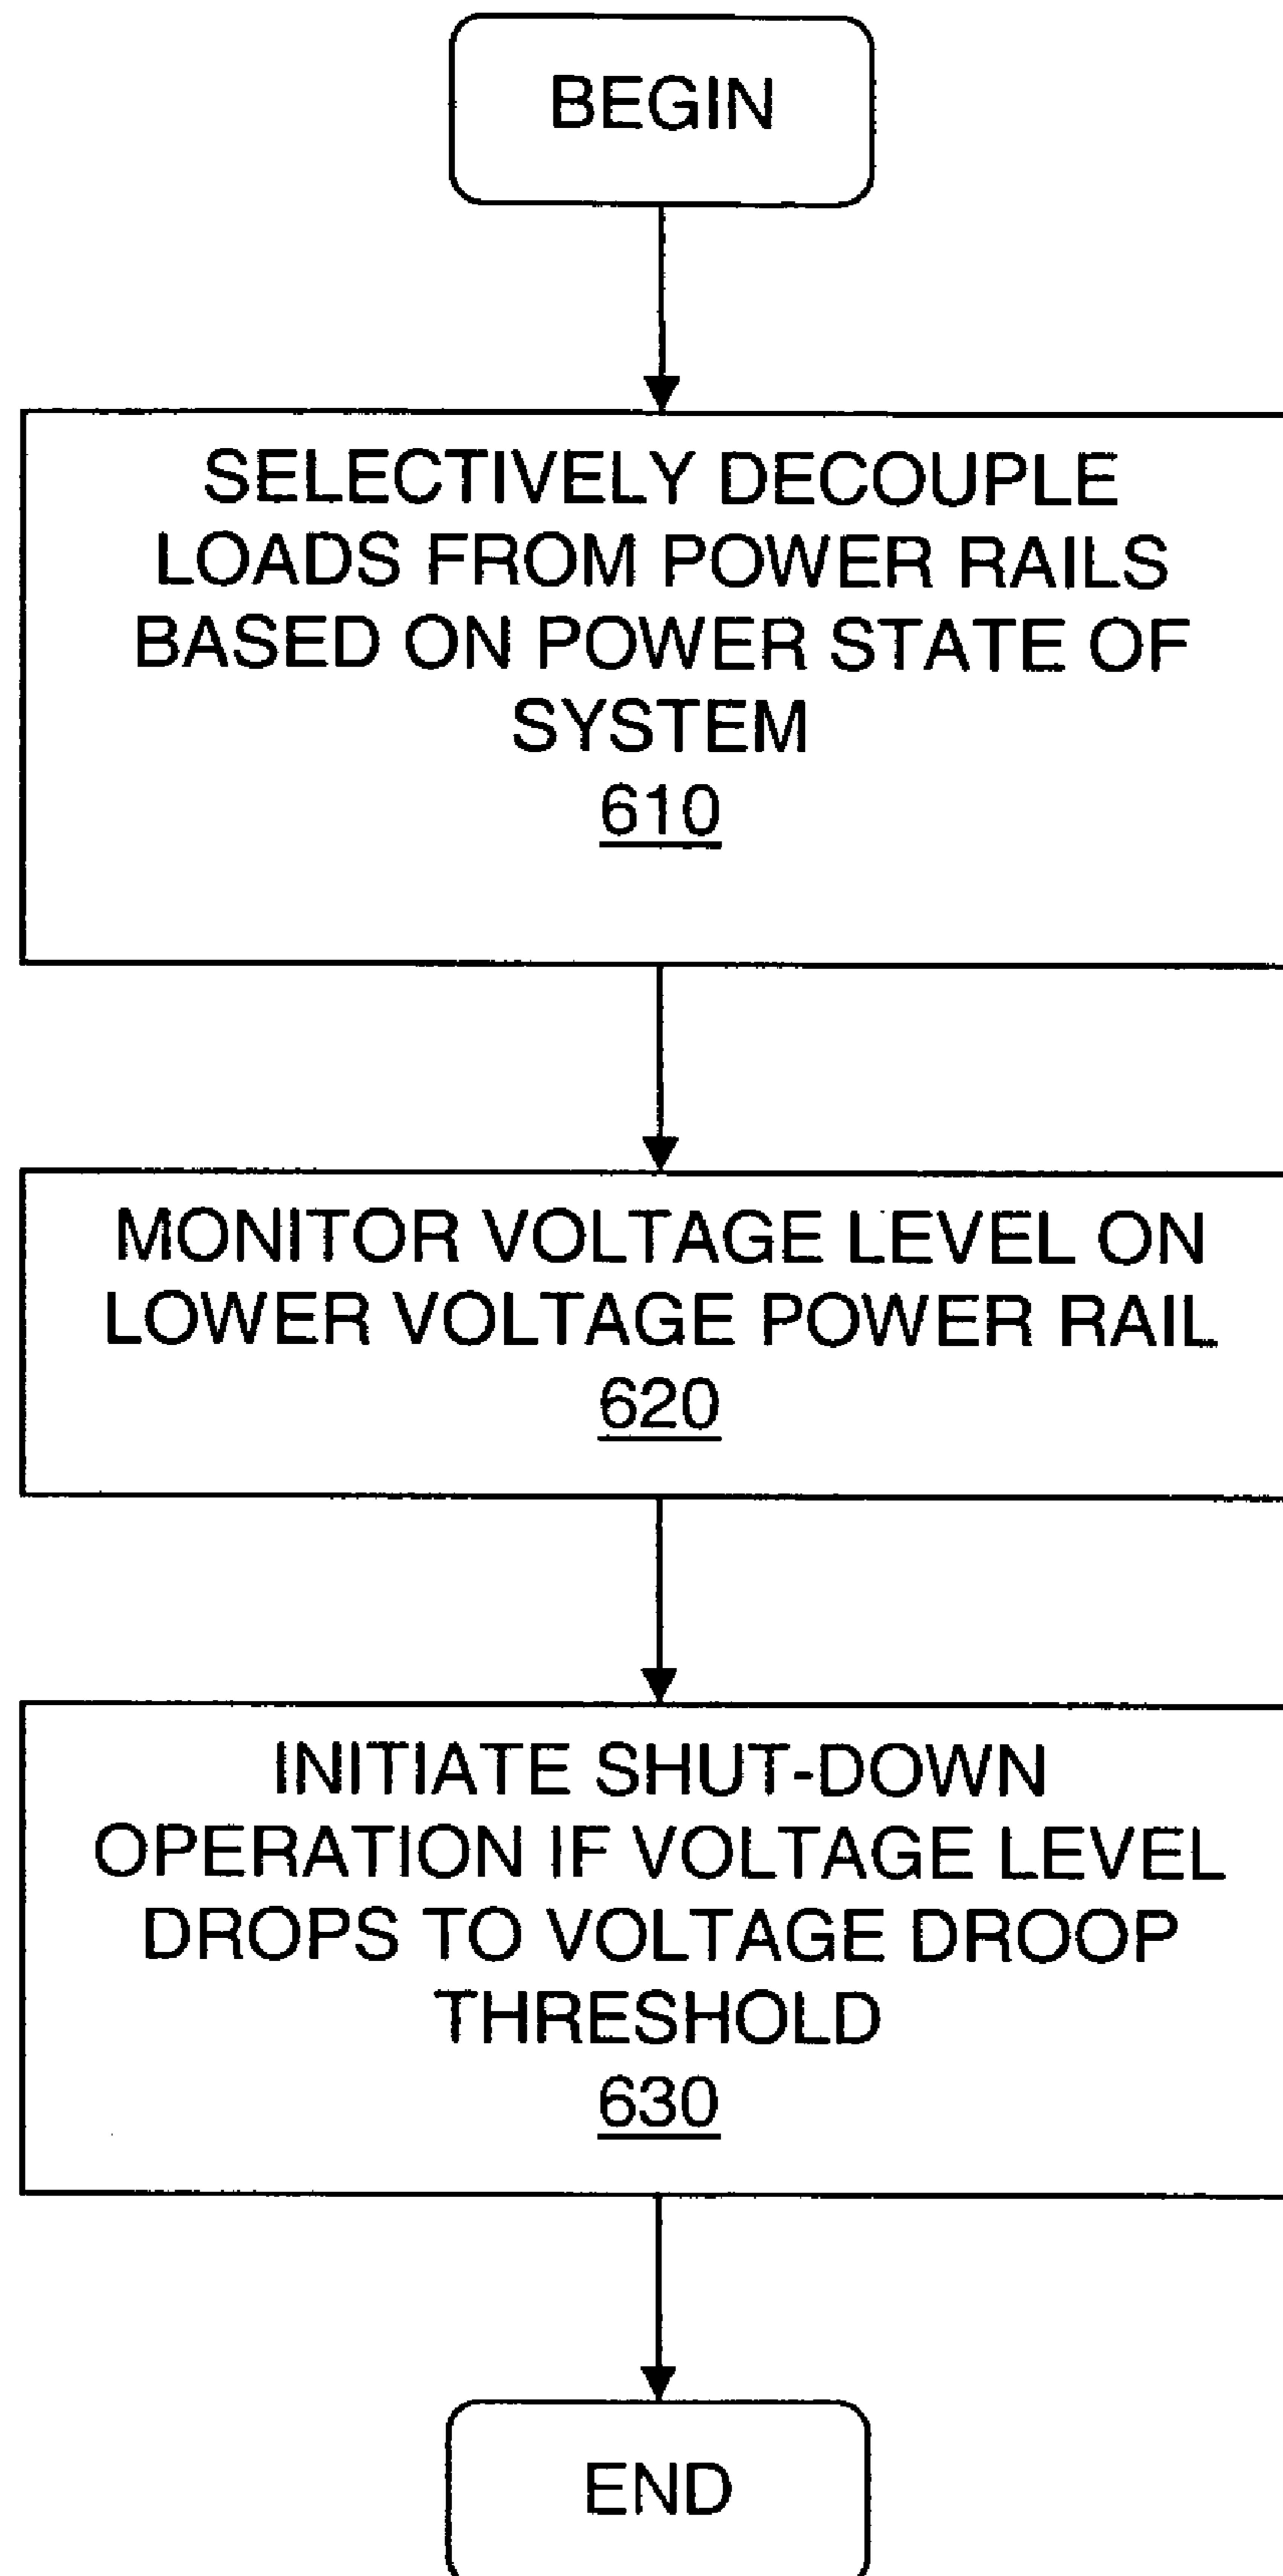 BEGIN
SELECTIVELY DECOUPLE
LOADS FROM POWER RAILS
BASED ON POWER STATE OF
SYSTEM
610
MONITOR VOLTAGE LEVEL ON
LOWER VOLTAGE POWER RAIL
620
INITIATE SHUT-DOWN
OPERATION IF VOLTAGE LEVEL
DROPS TO VOLTAGE DROOP
THRESHOLD
630
END